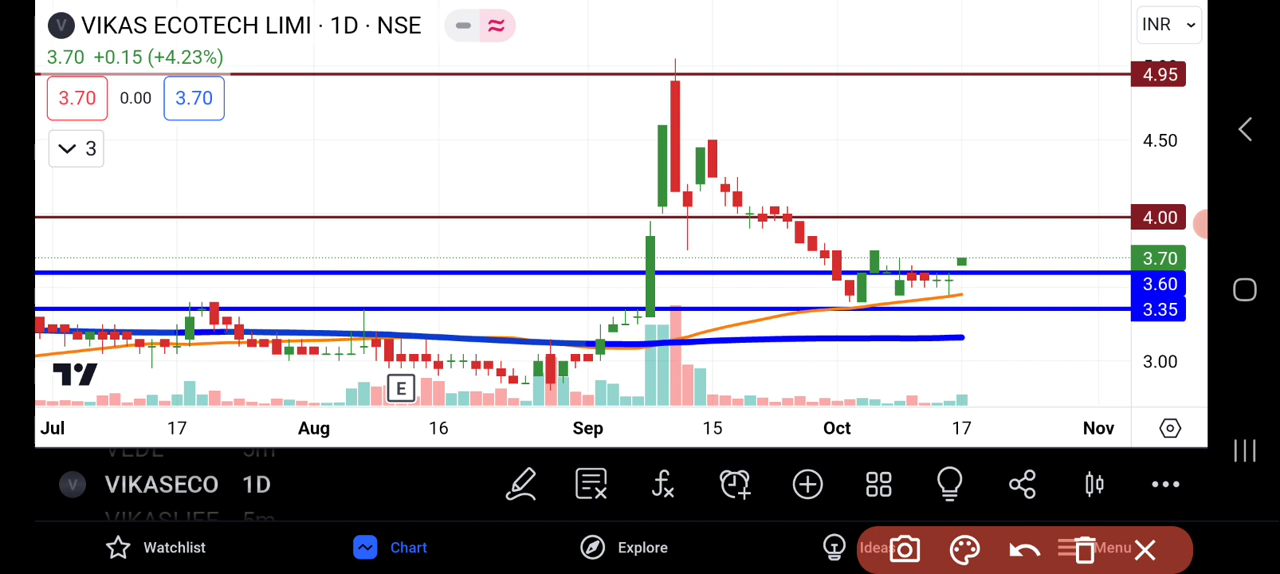 V VIKAS ECOTECH LIMI · 1D · NSE
INR
3.70 +0.15 (+4.23%)
3.70 0.00 3.70
3
4.95
4.50
4.00
3.70
3.60
3.35
3.00
E
Jul 17 Aug 16 Sep 15 Oct 17 Nov
V VIKASECO 1D
VIKASLIFE 5m
Watchlist
Chart
Explore
Ideas
Menu